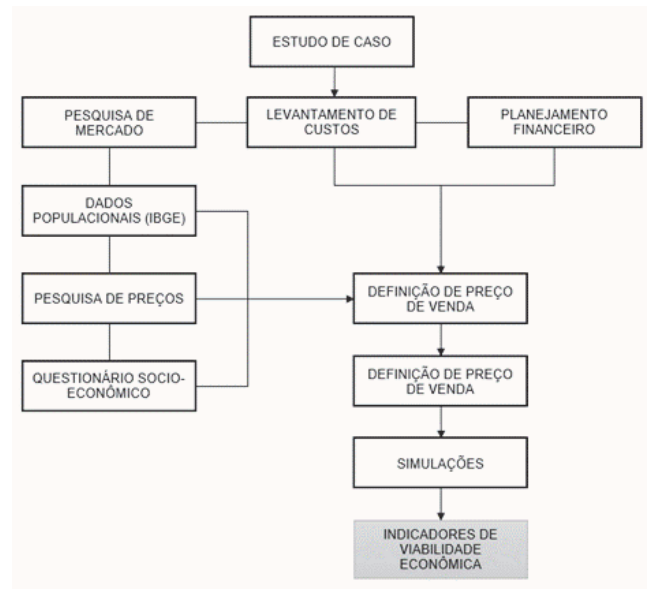 ESTUDO DE CASO
PESQUISA DE
MERCADO
LEVANTAMENTO DE
CUSTOS
PLANEJAMENTO
FINANCEIRO
DADOS
POPULACIONAIS (IBGE)
PESQUISA DE PREÇOS
QUESTIONÁRIO SOCIO-
ECONÔMICO
DEFINIÇÃO DE PREÇO
DE VENDA
DEFINIÇÃO DE PREÇO
DE VENDA
SIMULAÇÕES
INDICADORES DE
VIABILIDADE
ECONÔMICA